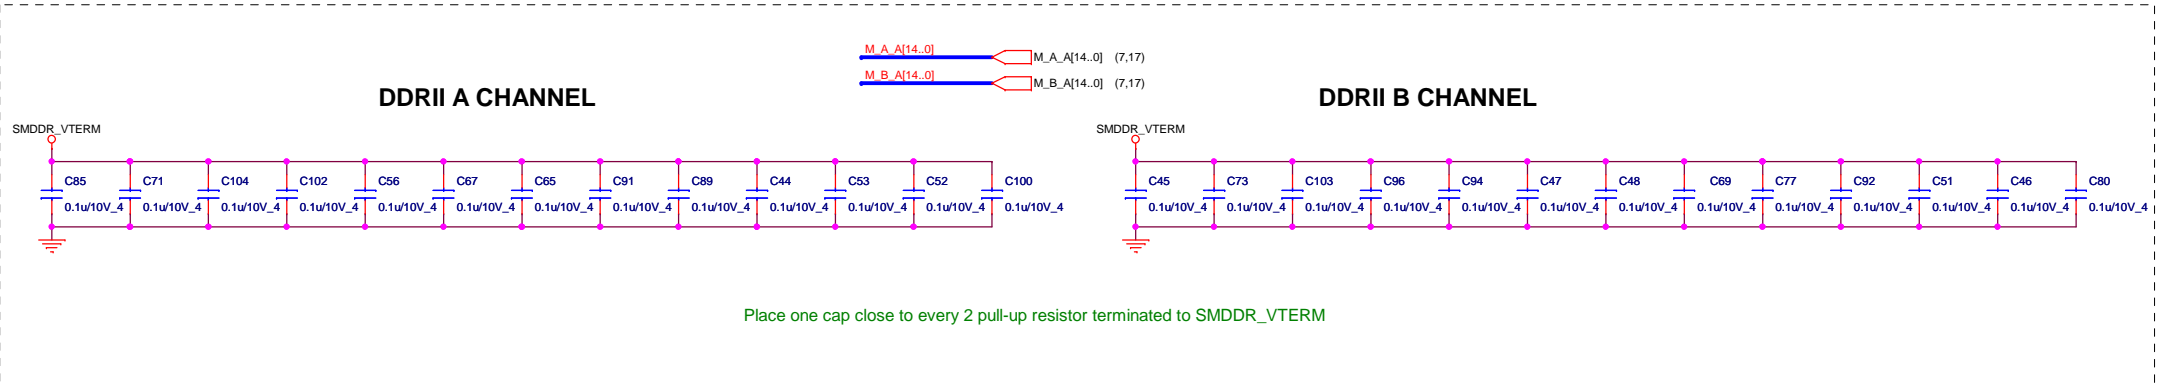 M_A_A[14..0]
M_A_A[14..0] (7,17)
M_B_A[14..0]
M_B_A[14..0] (7,17)
DDRII A CHANNEL
DDRII B CHANNEL
SMDDR_VTERM
SMDDR_VTERM
C85 C71 C104 C102 C56 C67 C65 C91 C89 C44 C53 C52 C100
0.1u/10V_4 0.1u/10V_4 0.1u/10V_4 0.1u/10V_4 0.1u/10V_4 0.1u/10V_4 0.1u/10V_4 0.1u/10V_4 0.1u/10V_4 0.1u/10V_4 0.1u/10V_4 0.1u/10V_4 0.1u/10V_4
C45 C73 C103 C96 C94 C47 C48 C69 C77 C92 C51 C46 C80
0.1u/10V_4 0.1u/10V_4 0.1u/10V_4 0.1u/10V_4 0.1u/10V_4 0.1u/10V_4 0.1u/10V_4 0.1u/10V_4 0.1u/10V_4 0.1u/10V_4 0.1u/10V_4 0.1u/10V_4 0.1u/10V_4
Place one cap close to every 2 pull-up resistor terminated to SMDDR_VTERM